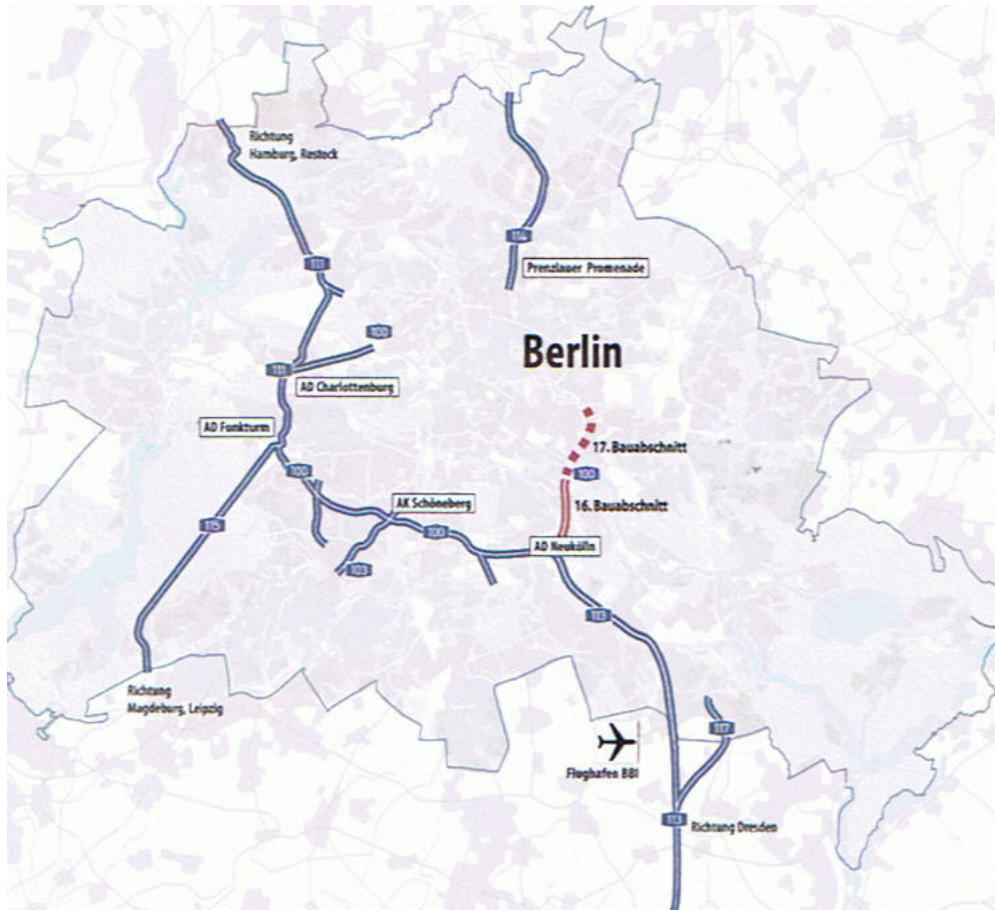 Richtung
Hamburg, Restock
111
114
Prenzlauer Promenade
100
Berlin
111
AD Charlottenburg
AD Funkturm
17. Bauabschnitt
100
100
AK Schöneberg
16. Bauabschnitt
115
100
AD Neukölln
103
113
Richtung
Magdeburg, Leipzig
117
Flughafen BBI
113
Richtung Dresden